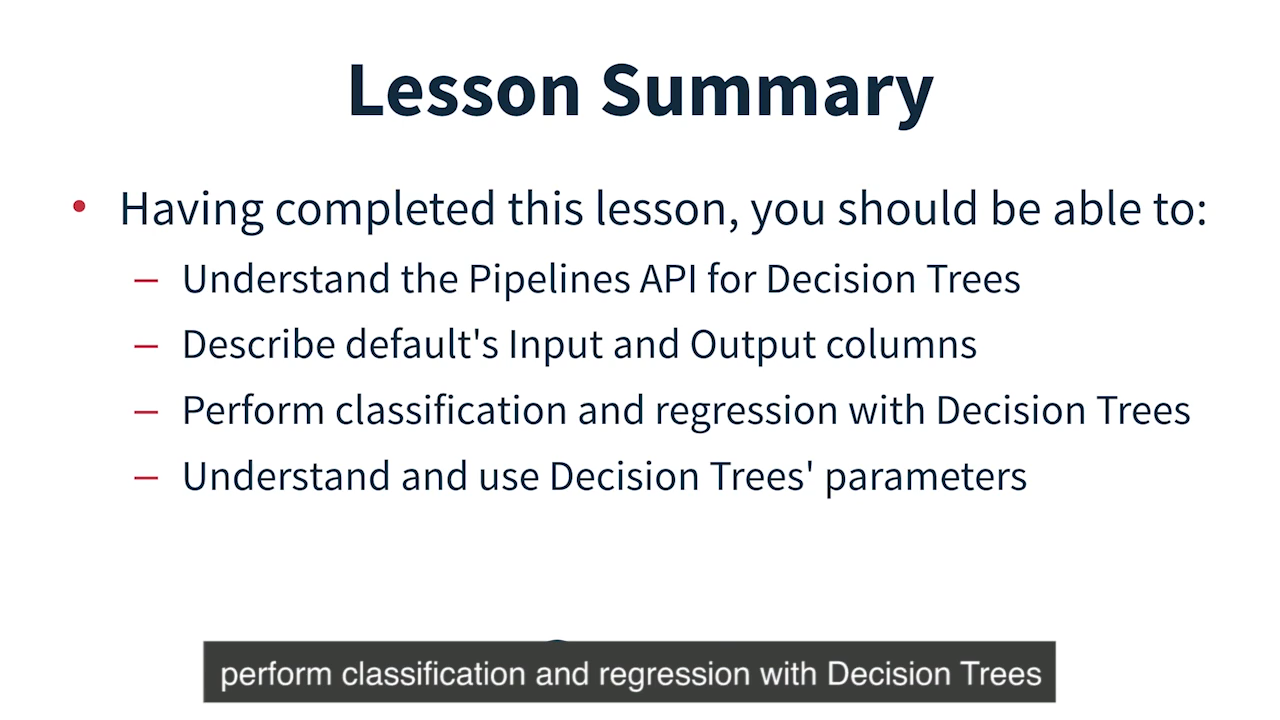 Lesson Summary
• Having completed this lesson, you should be able to:
– Understand the Pipelines API for Decision Trees
– Describe default's Input and Output columns
– Perform classification and regression with Decision Trees
– Understand and use Decision Trees' parameters
perform classification and regression with Decision Trees